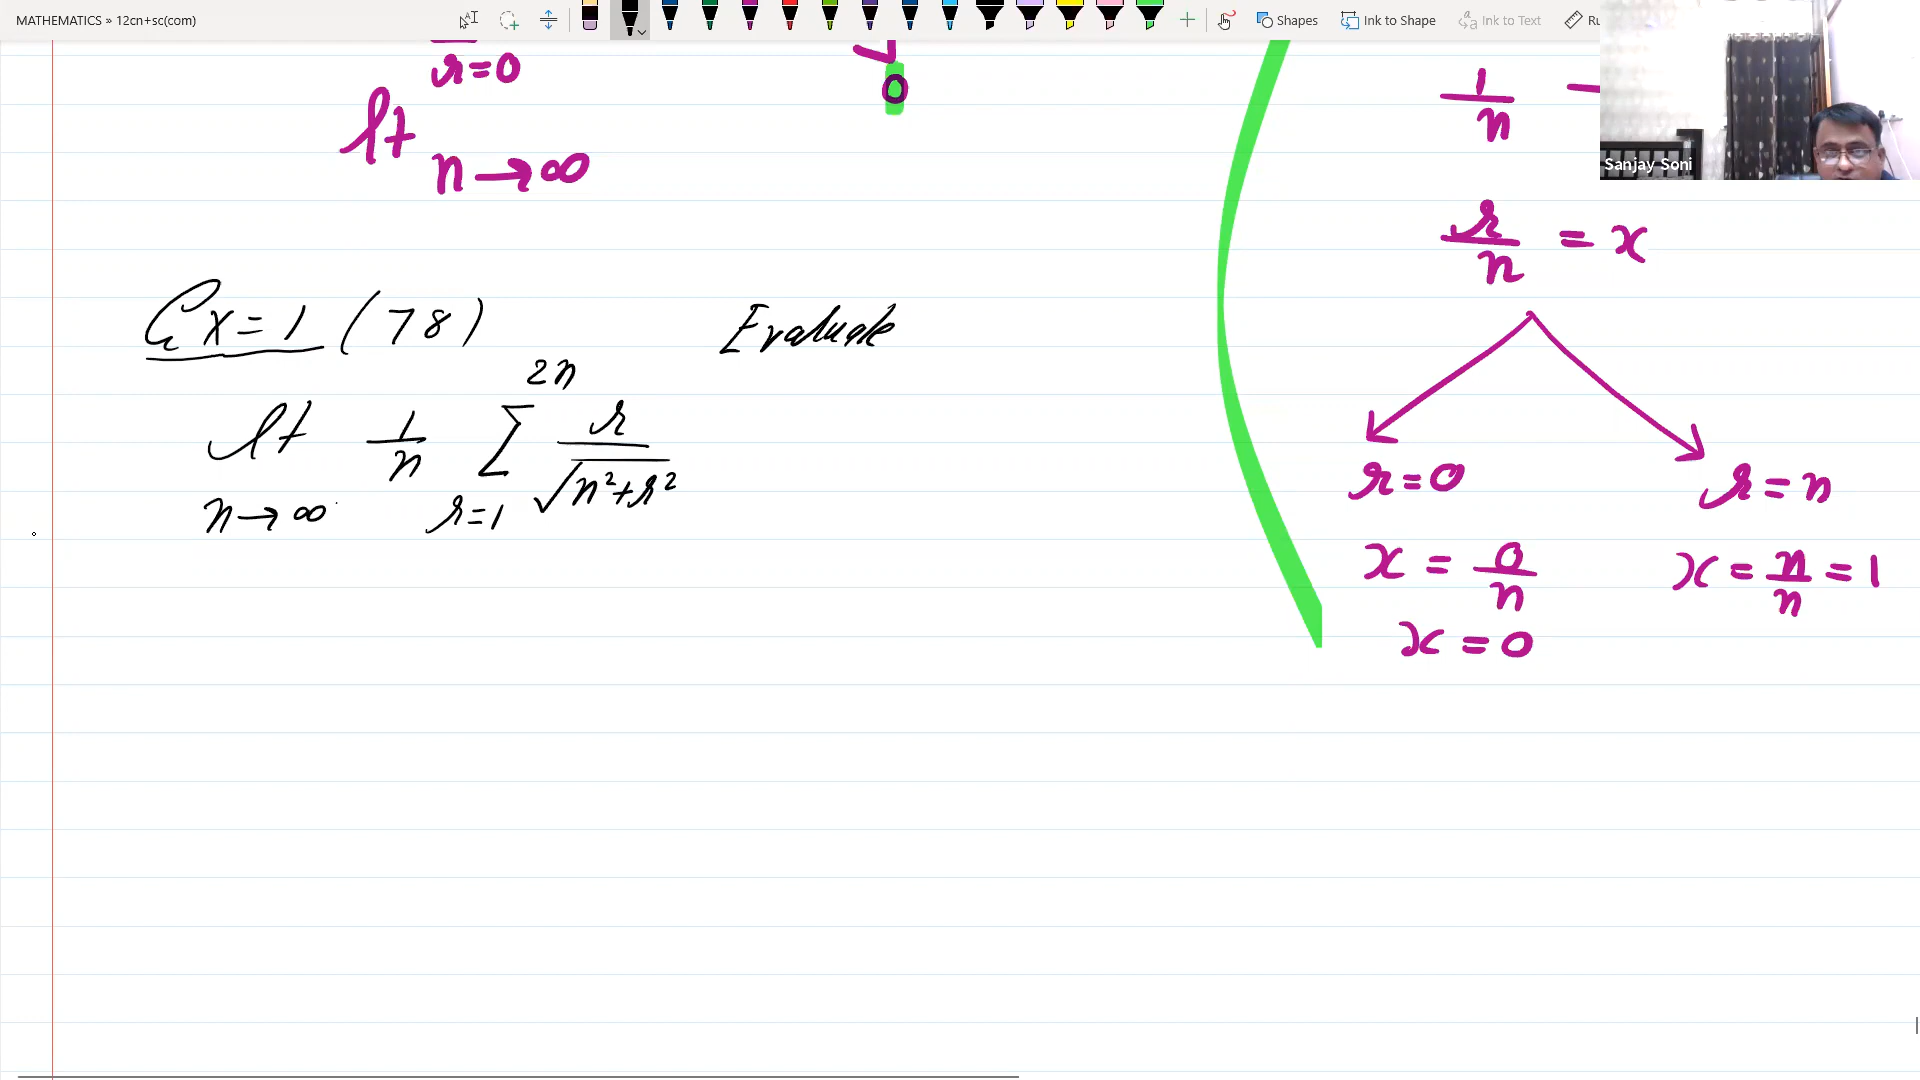 MATHEMATICS » 12cn+sc(com)
Shapes
Ink to Shape
Ink to Text
Ru
Sanjay Soni
r=0
0
lt
n→∞
1/n
r/n = x
r=0
r=n
x = 0/n
x = n/n = 1
x = 0
Ex=1 (78) Evaluate
2n
lt 1/n Σ r/√(n²+r²)
n→∞ r=1